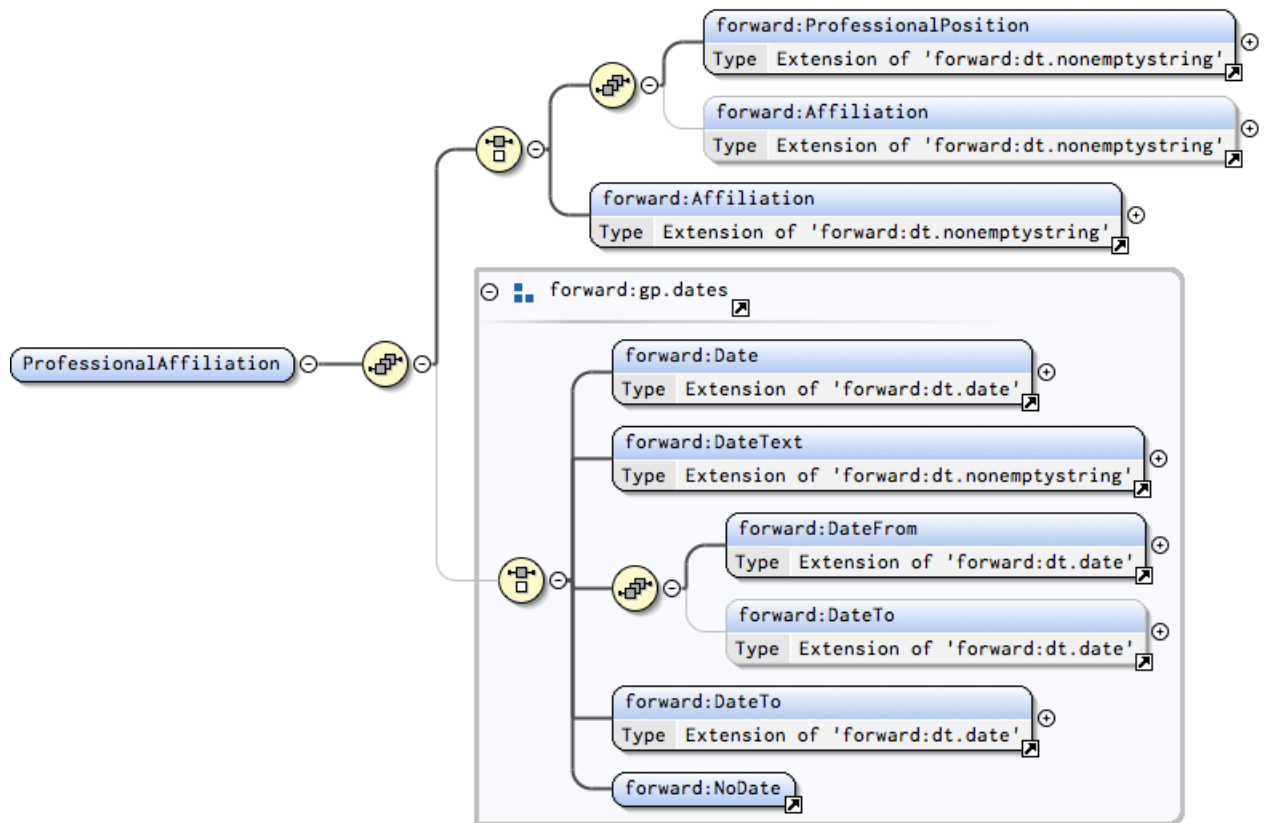 forward:ProfessionalPosition
Type Extension of 'forward:dt.nonemptystring'
forward:Affiliation
Type Extension of 'forward:dt.nonemptystring'
forward:Affiliation
Type Extension of 'forward:dt.nonemptystring'
forward:gp.dates
ProfessionalAffiliation
forward:Date
Type Extension of 'forward:dt.date'
forward:DateText
Type Extension of 'forward:dt.nonemptystring'
forward:DateFrom
Type Extension of 'forward:dt.date'
forward:DateTo
Type Extension of 'forward:dt.date'
forward:DateTo
Type Extension of 'forward:dt.date'
forward:NoDate